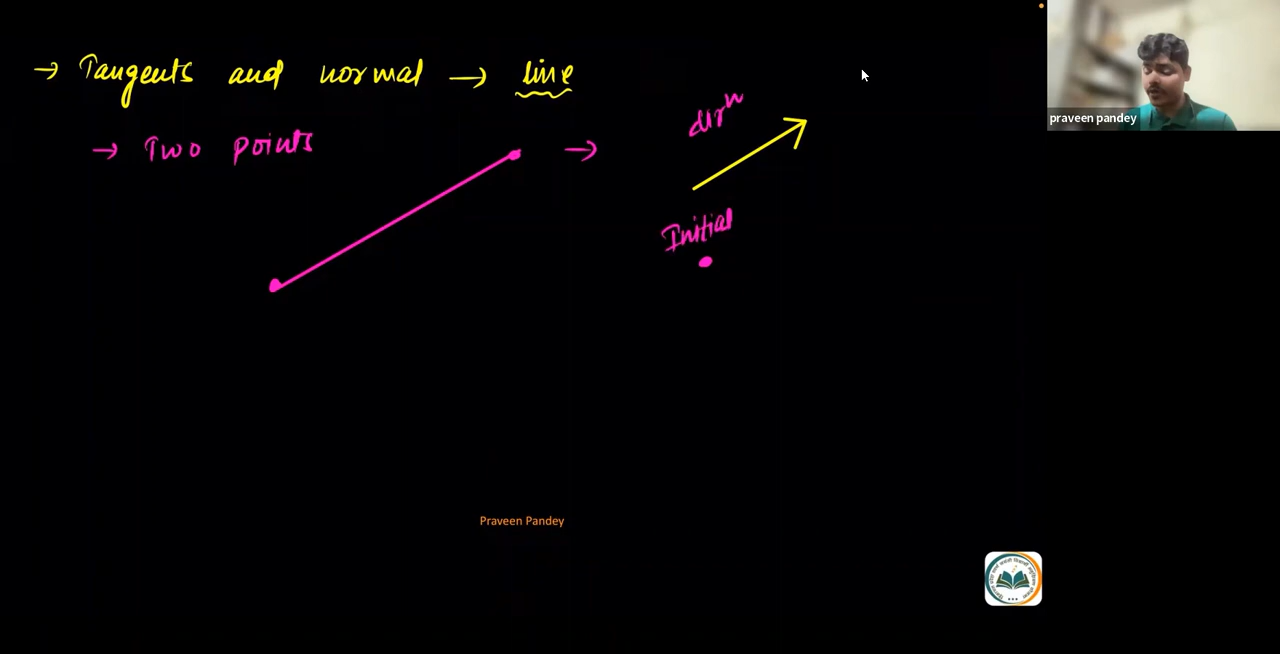 → Tangents and normal → line
→ Two points →
dirⁿ
Initial
praveen pandey
Praveen Pandey